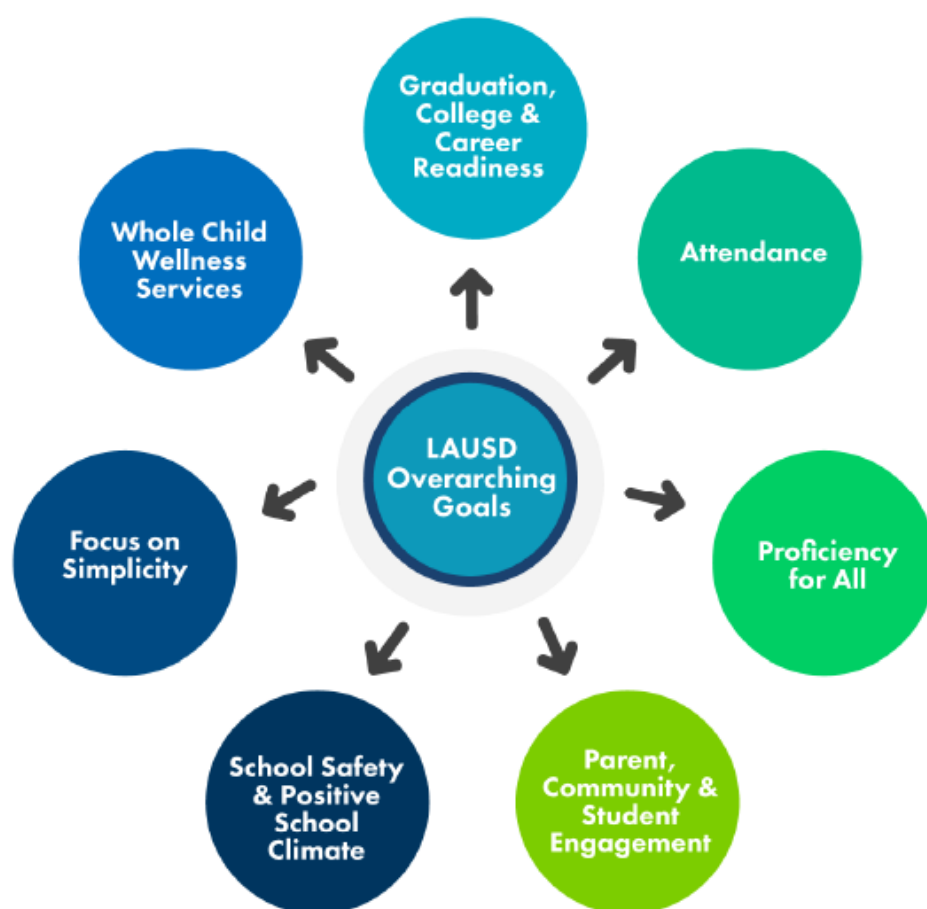 Graduation,
College &
Career
Readiness
Whole Child
Wellness
Services
Attendance
LAUSD
Overarching
Goals
Focus on
Simplicity
Proficiency
for All
School Safety
& Positive
School
Climate
Parent,
Community &
Student
Engagement